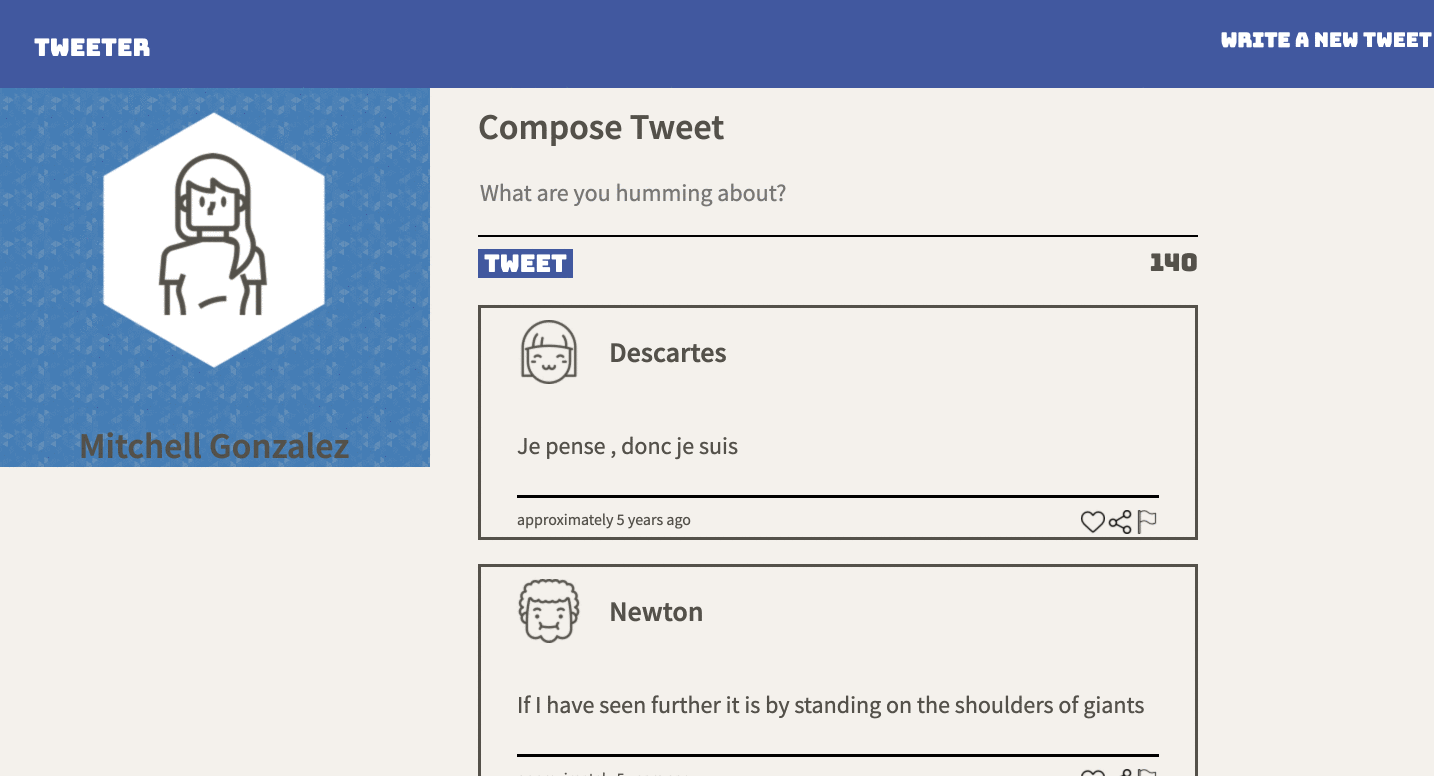 TWEETER
WRITE A NEW TWEET
Mitchell Gonzalez
Compose Tweet
What are you humming about?
TWEET
140
Descartes
Je pense , donc je suis
approximately 5 years ago
Newton
If I have seen further it is by standing on the shoulders of giants